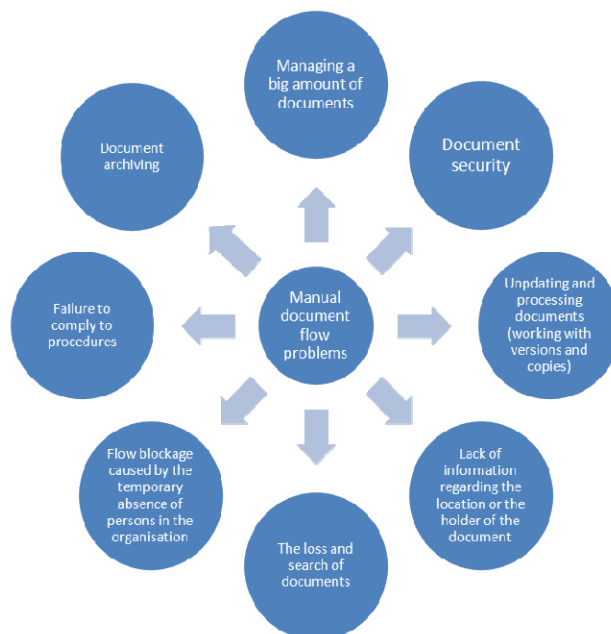 Managing a
big amount of
documents
Document
security
Unpdating and
processing
documents
(working with
versions and
copies)
Lack of
information
regarding the
location or the
holder of the
document
The loss and
search of
documents
Flow blockage
caused by the
temporary
absence of
persons in the
organisation
Failure to
comply to
procedures
Document
archiving
Manual
document
flow
problems